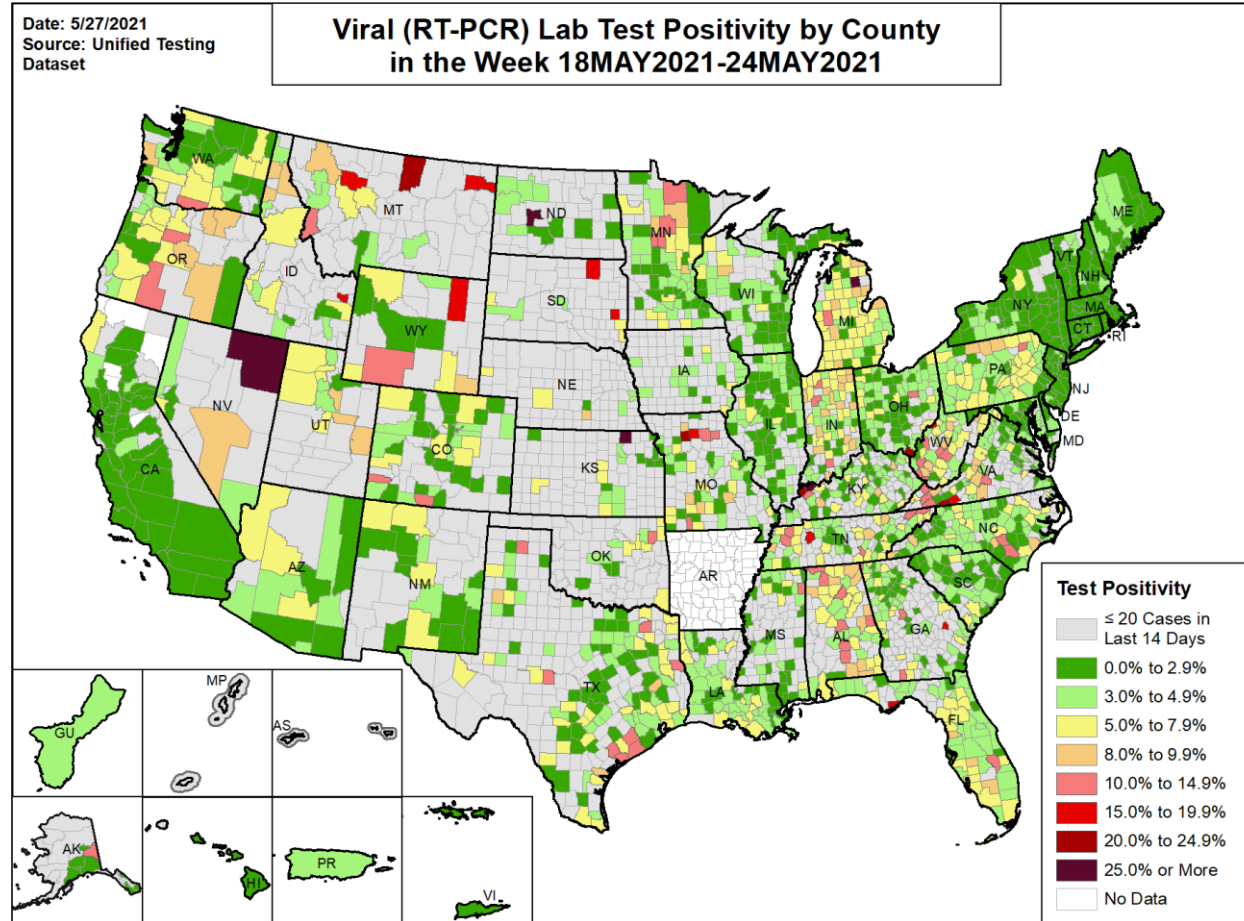 Date: 5/27/2021
Source: Unified Testing
Dataset
Viral (RT-PCR) Lab Test Positivity by County
in the Week 18MAY2021-24MAY2021
WA
MT
ND
MN
ME
OR
ID
SD
WI
VT
NH
NY
MA
CT
RI
WY
MI
IA
PA
NJ
NE
NV
UT
OH
DE
MD
IL
IN
WV
CA
CO
KS
MO
KY
VA
NC
TN
OK
AZ
NM
AR
SC
MS
AL
GA
TX
LA
FL
MP
GU
AS
AK
HI
PR
VI
Test Positivity
≤ 20 Cases in
Last 14 Days
0.0% to 2.9%
3.0% to 4.9%
5.0% to 7.9%
8.0% to 9.9%
10.0% to 14.9%
15.0% to 19.9%
20.0% to 24.9%
25.0% or More
No Data